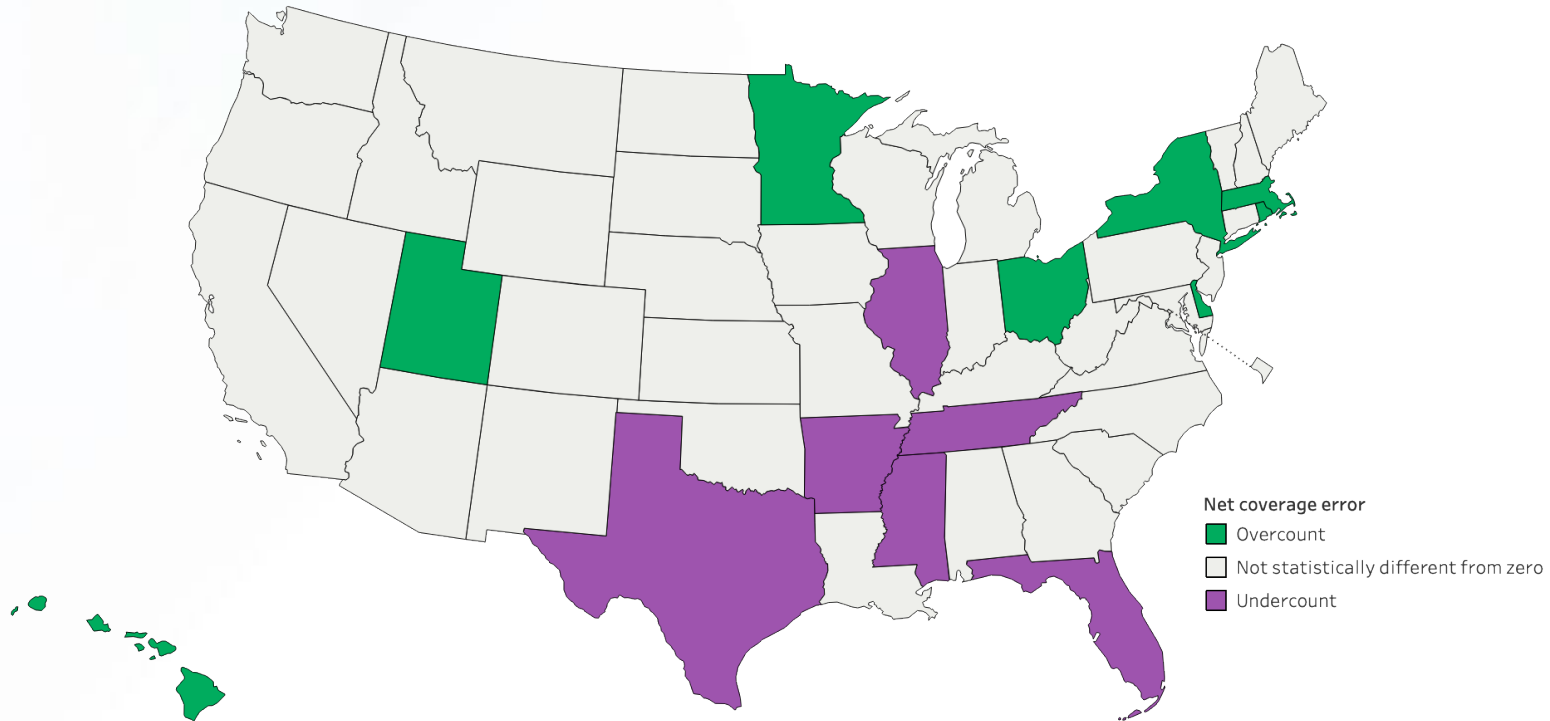 Net coverage error
Overcount
Not statistically different from zero
Undercount